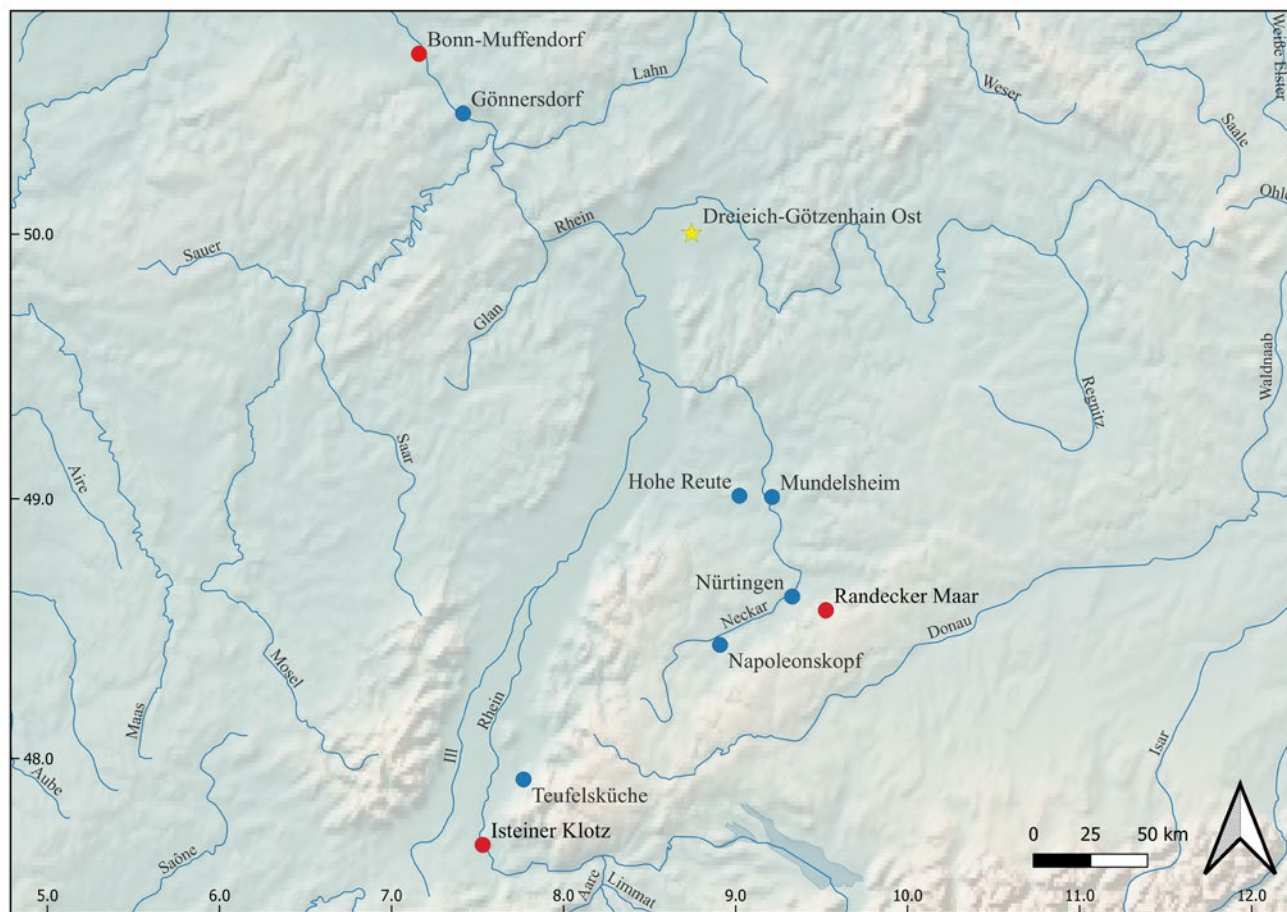 Bonn-Muffendorf
Gönnersdorf
Lahn
Weser
Weiße Elster
Saale
Ohle
Rhein
Dreieich-Götzenhain Ost
50.0
Sauer
Glan
Waldnaab
Regnitz
Aire
Saar
49.0
Hohe Reute
Mundelsheim
Nürtingen
Randecker Maar
Neckar
Donau
Napoleonskopf
Mosel
Maas
Rhein
Ill
Isar
48.0
Aube
Teufelsküche
Isteiner Klotz
0 25 50 km
Saône
Aare
Limmat
5.0 6.0 7.0 8.0 9.0 10.0 11.0 12.0